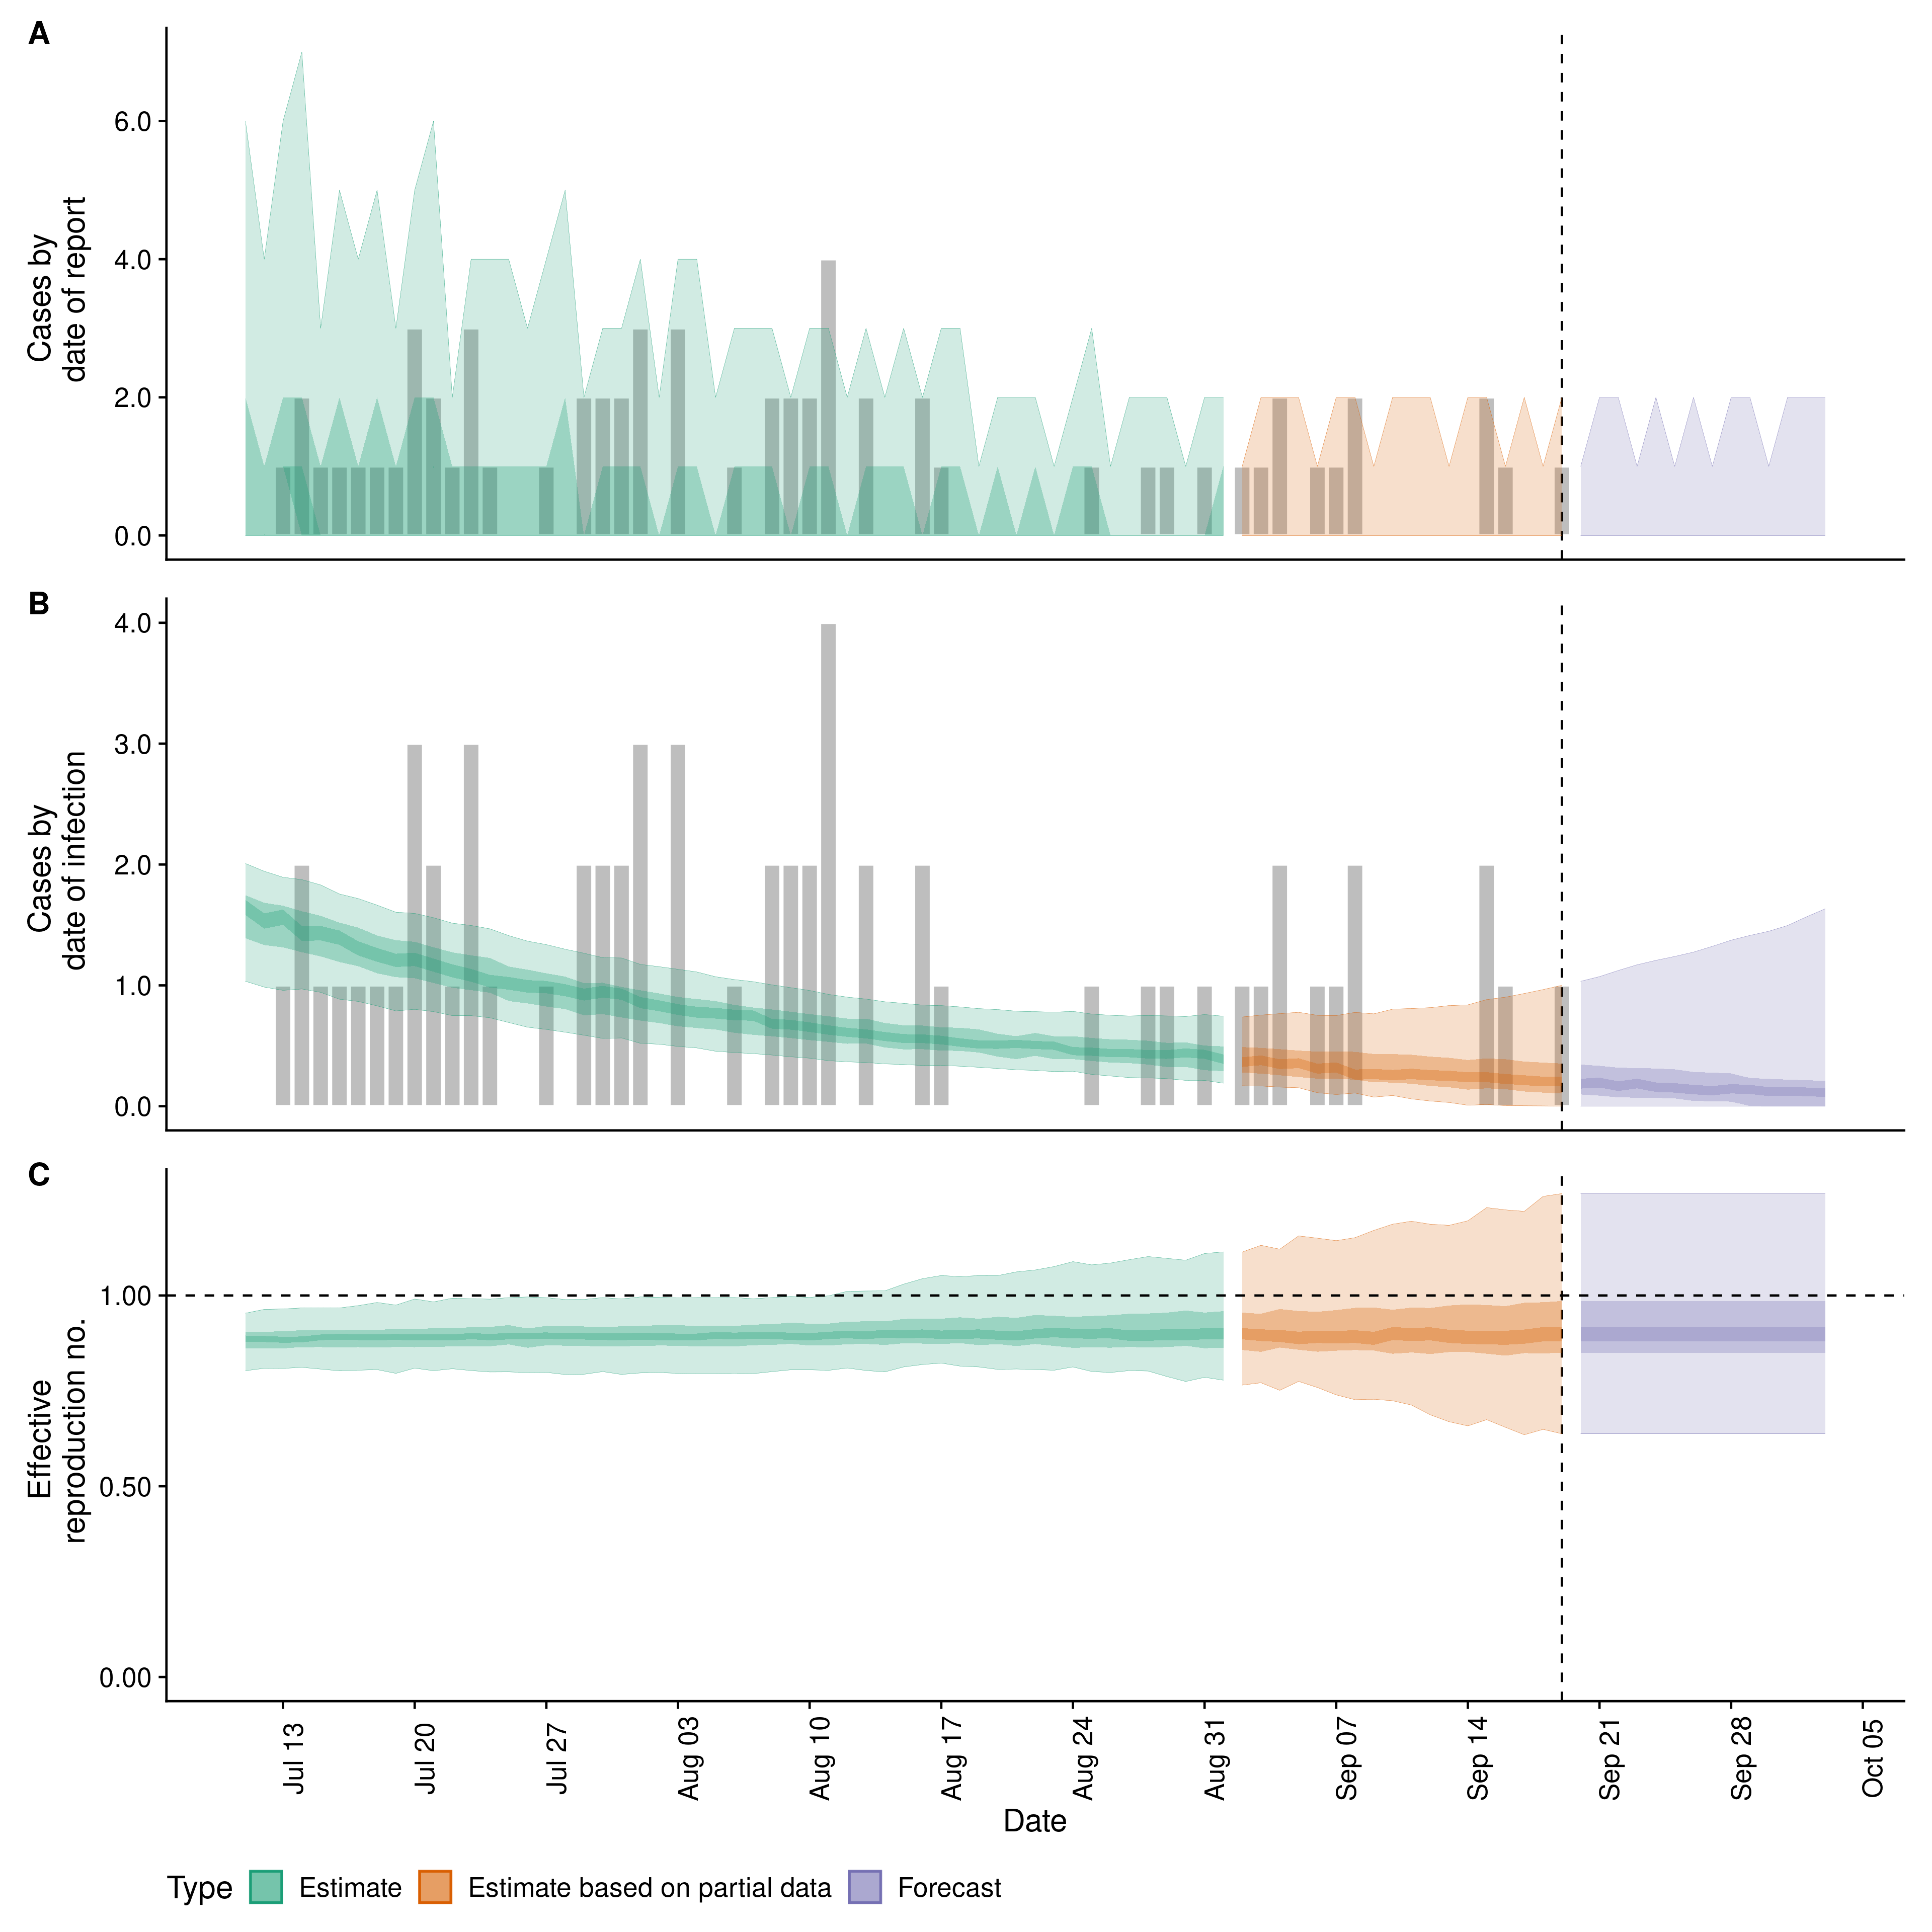 A
Cases by
date of report
6.0
4.0
2.0
0.0
B
Cases by
date of infection
4.0
3.0
2.0
1.0
0.0
C
Effective
reproduction no.
1.00
0.50
0.00
Jul 13
Jul 20
Jul 27
Aug 03
Aug 10
Aug 17
Aug 24
Aug 31
Sep 07
Sep 14
Sep 21
Sep 28
Oct 05
Date
Type
Estimate
Estimate based on partial data
Forecast